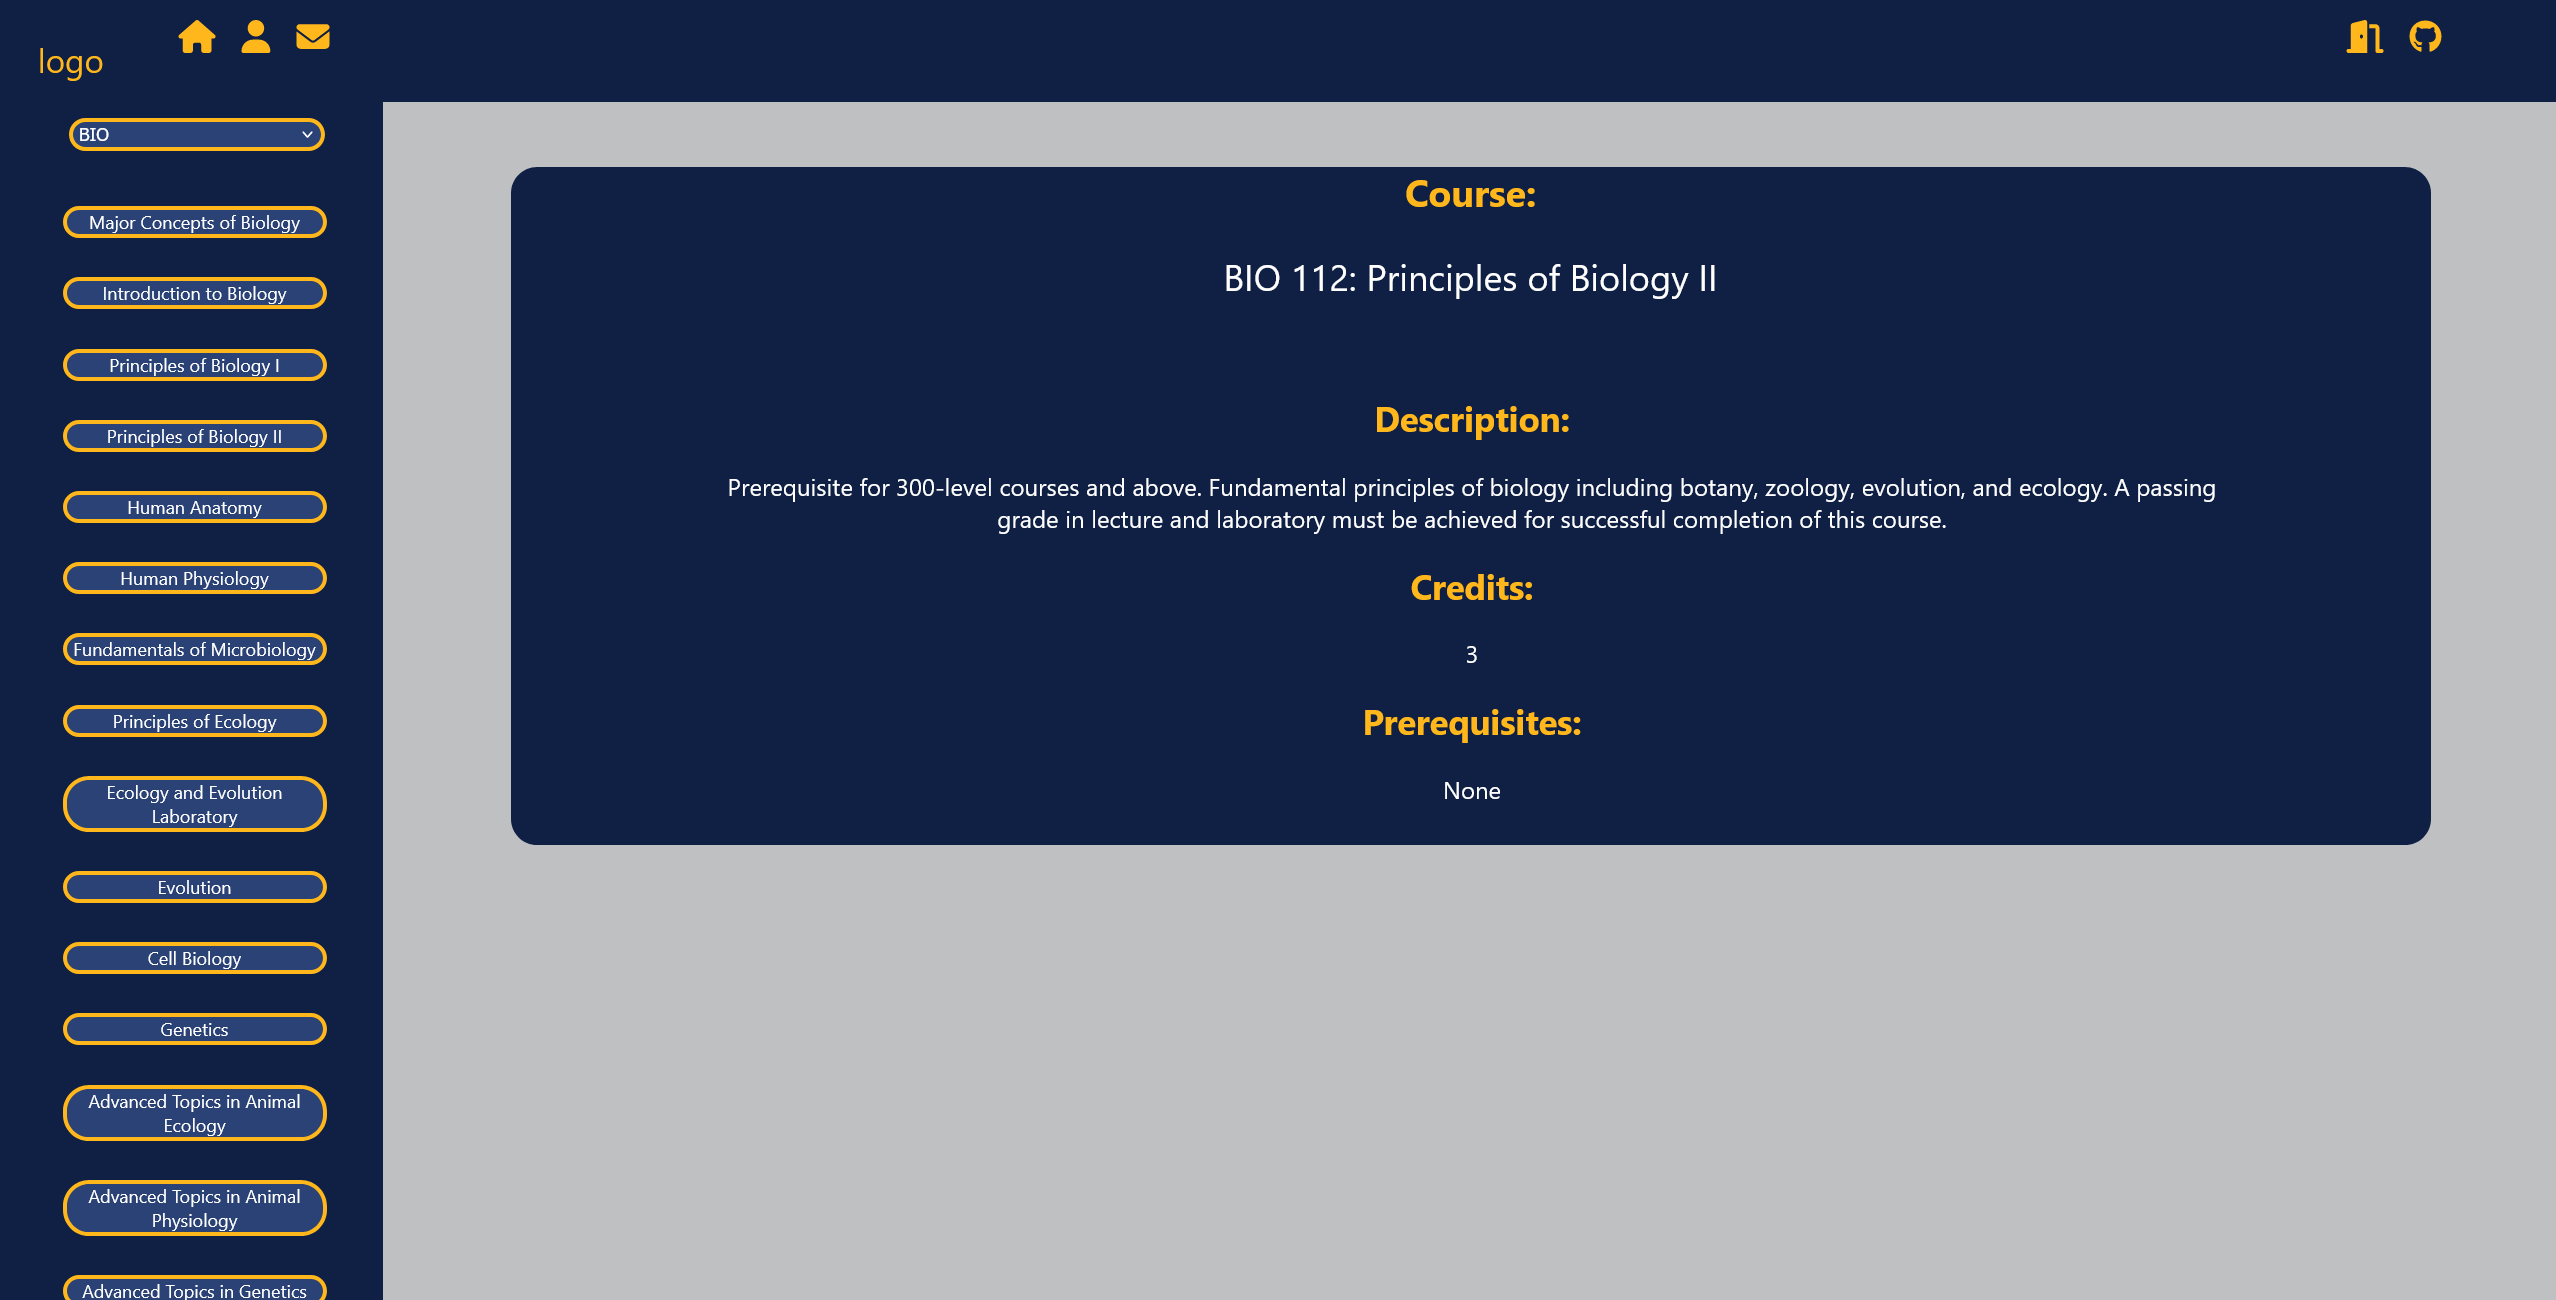 logo
BIO
Major Concepts of Biology
Introduction to Biology
Principles of Biology I
Principles of Biology II
Human Anatomy
Human Physiology
Fundamentals of Microbiology
Principles of Ecology
Ecology and Evolution
Laboratory
Evolution
Cell Biology
Genetics
Advanced Topics in Animal
Ecology
Advanced Topics in Animal
Physiology
Advanced Topics in Genetics
Course:
BIO 112: Principles of Biology II
Description:
Prerequisite for 300-level courses and above. Fundamental principles of biology including botany, zoology, evolution, and ecology. A passing
grade in lecture and laboratory must be achieved for successful completion of this course.
Credits:
3
Prerequisites:
None